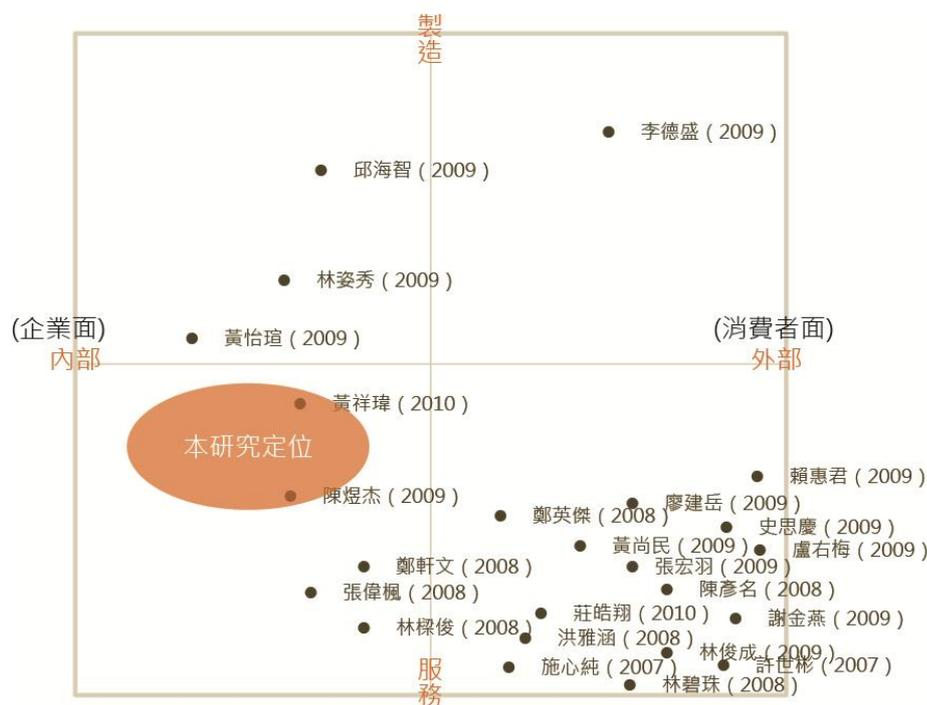 製造
李德盛（2009）
邱海智（2009）
林姿秀（2009）
(企業面)
內部
黃怡瑄（2009）
(消費者面)
外部
黃祥瑋（2010）
本研究定位
賴惠君（2009）
陳煜杰（2009）
廖建岳（2009）
鄭英傑（2008）
史思慶（2009）
黃尚民（2009）
盧右梅（2009）
鄭軒文（2008）
張宏羽（2009）
張偉楓（2008）
陳彥名（2008）
莊皓翔（2010）
謝金燕（2009）
林樑俊（2008）
洪雅涵（2008）
林俊成（2009）
施心純（2007）
許世彬（2007）
林碧珠（2008）
服務